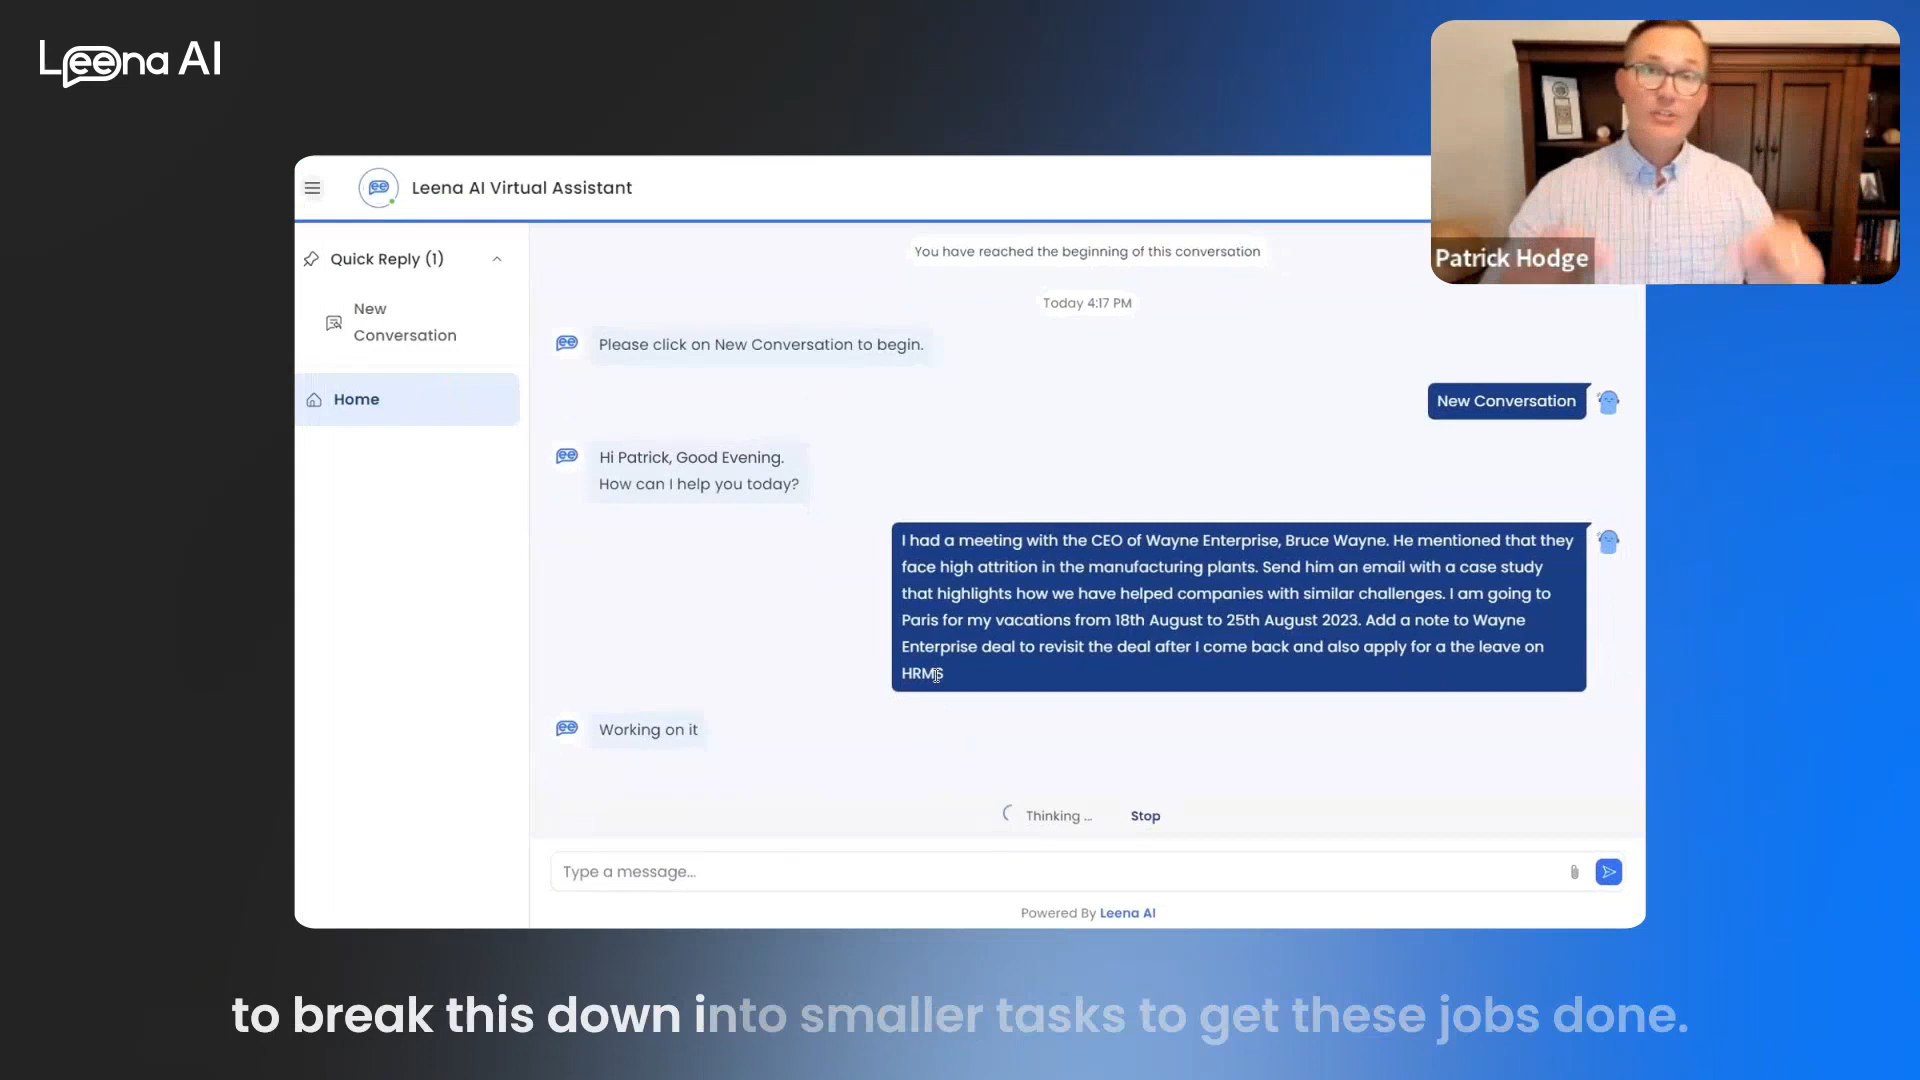 Leena AI
Patrick Hodge
Leena AI Virtual Assistant
Quick Reply (1)
New
Conversation
Home
You have reached the beginning of this conversation
Today 4:17 PM
Please click on New Conversation to begin.
New Conversation
Hi Patrick, Good Evening.
How can I help you today?
I had a meeting with the CEO of Wayne Enterprise, Bruce Wayne. He mentioned that they
face high attrition in the manufacturing plants. Send him an email with a case study
that highlights how we have helped companies with similar challenges. I am going to
Paris for my vacations from 18th August to 25th August 2023. Add a note to Wayne
Enterprise deal to revisit the deal after I come back and also apply for a the leave on
HRMS
Working on it
Thinking ...
Stop
Type a message...
Powered By Leena AI
to break this down into smaller tasks to get these jobs done.